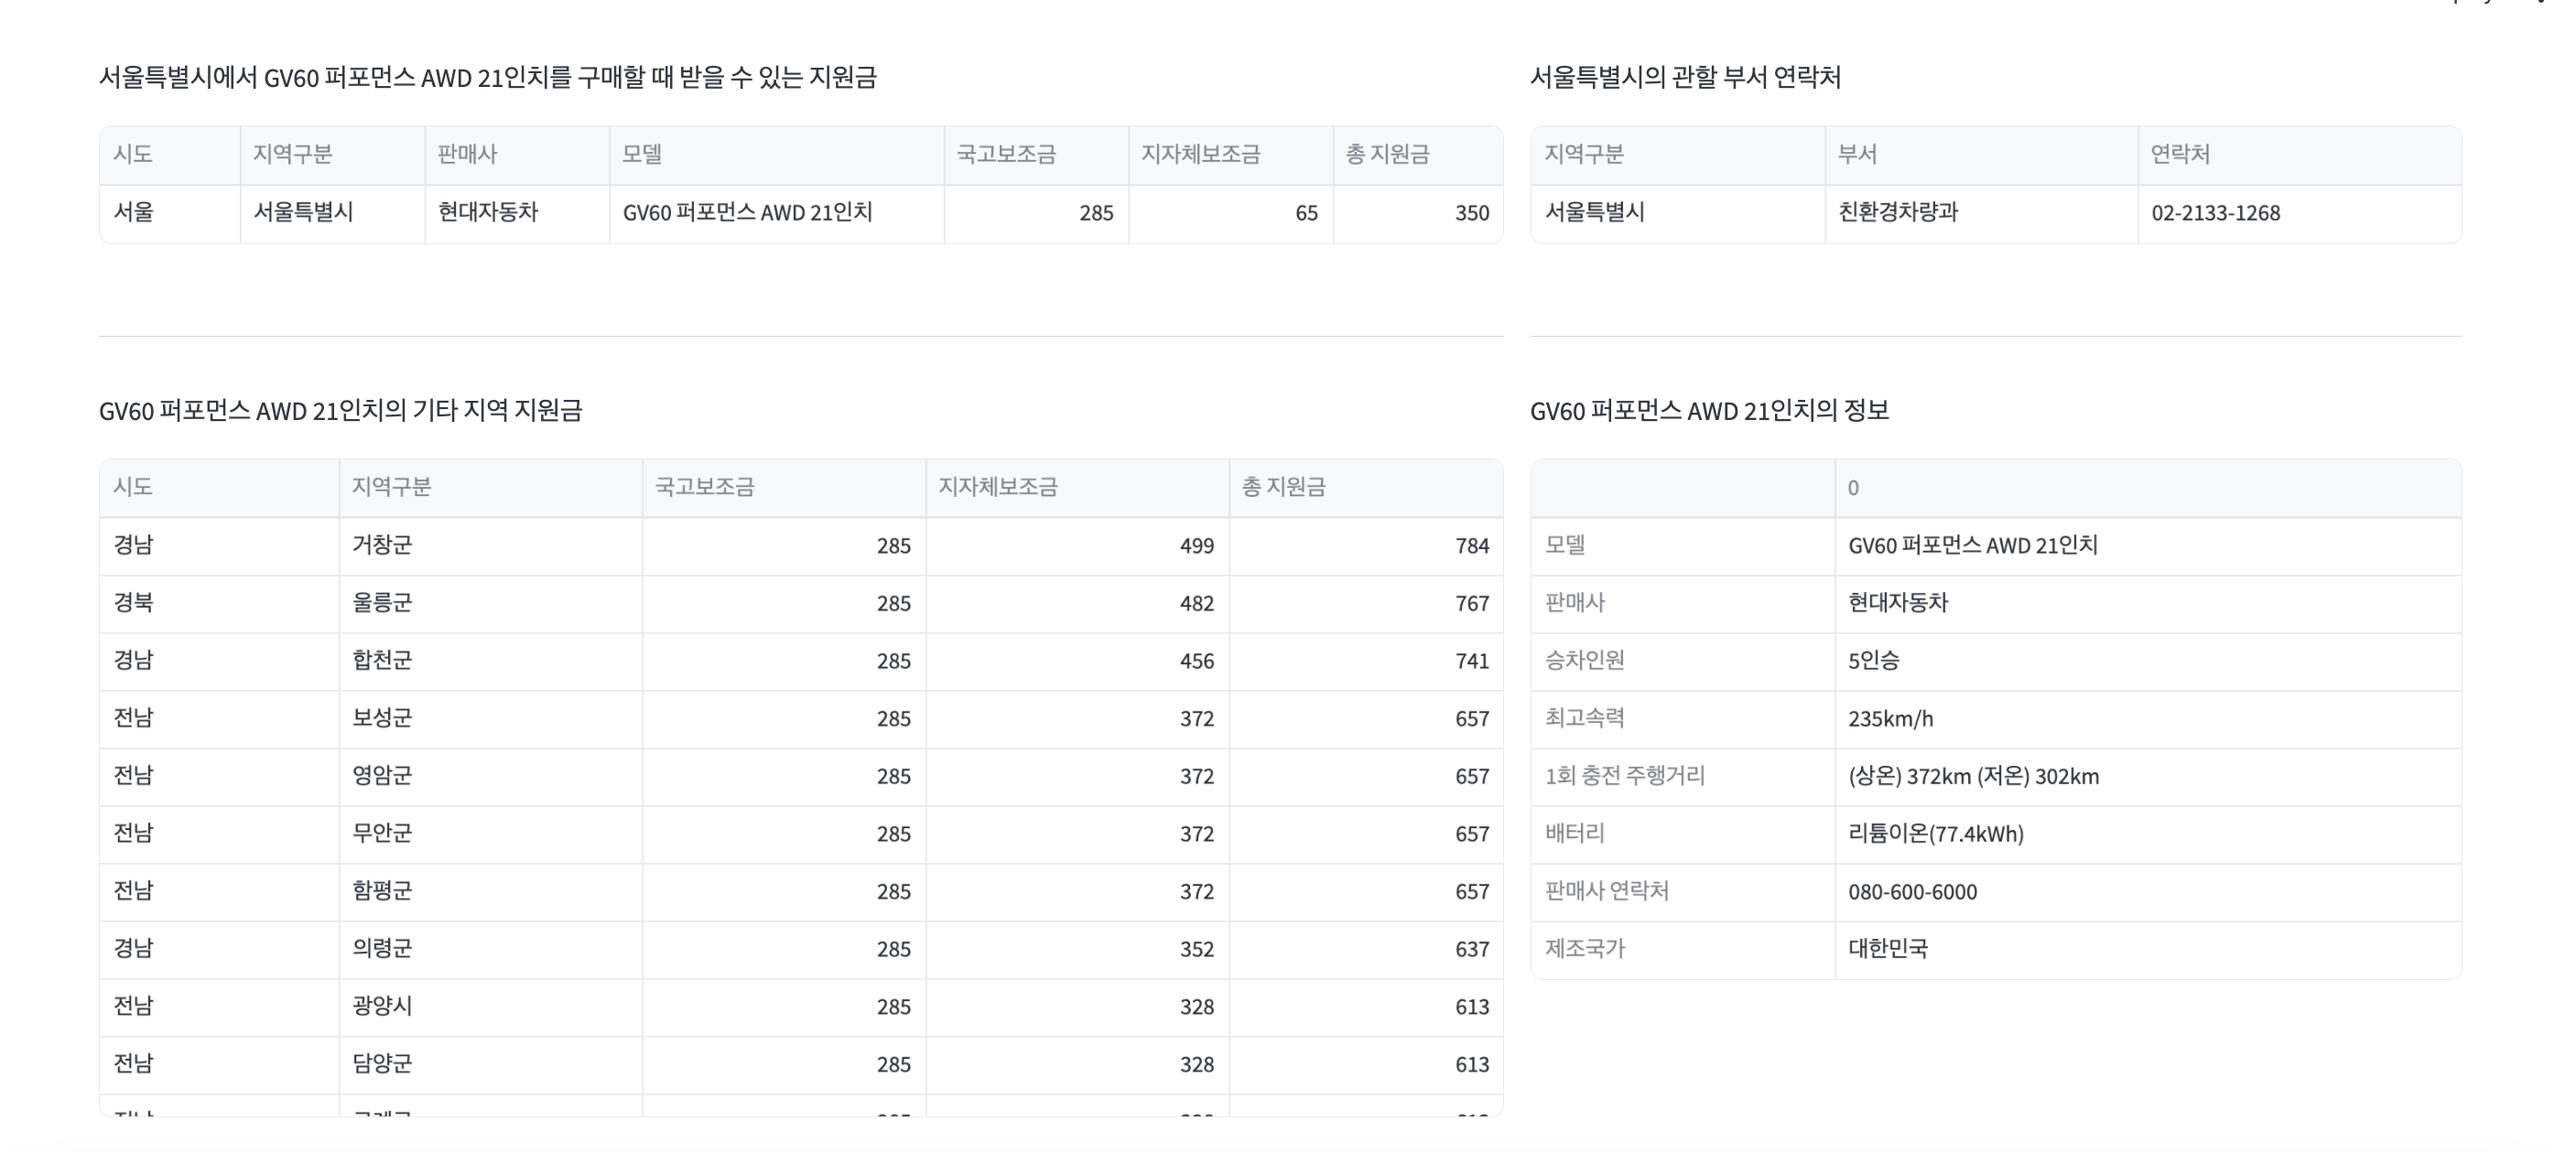 서울특별시에서 GV60 퍼포먼스 AWD 21인치를 구매할 때 받을 수 있는 지원금
시도 지역구분 판매사 모델 국고보조금 지자체보조금 총 지원금
서울 서울특별시 현대자동차 GV60 퍼포먼스 AWD 21인치 285 65 350
서울특별시의 관할 부서 연락처
지역구분 부서 연락처
서울특별시 친환경차량과 02-2133-1268
GV60 퍼포먼스 AWD 21인치의 기타 지역 지원금
시도 지역구분 국고보조금 지자체보조금 총 지원금
경남 거창군 285 499 784
경북 울릉군 285 482 767
경남 합천군 285 456 741
전남 보성군 285 372 657
전남 영암군 285 372 657
전남 무안군 285 372 657
전남 함평군 285 372 657
경남 의령군 285 352 637
전남 광양시 285 328 613
전남 담양군 285 328 613
GV60 퍼포먼스 AWD 21인치의 정보
0
모델 GV60 퍼포먼스 AWD 21인치
판매사 현대자동차
승차인원 5인승
최고속력 235km/h
1회 충전 주행거리 (상온) 372km (저온) 302km
배터리 리튬이온(77.4kWh)
판매사 연락처 080-600-6000
제조국가 대한민국